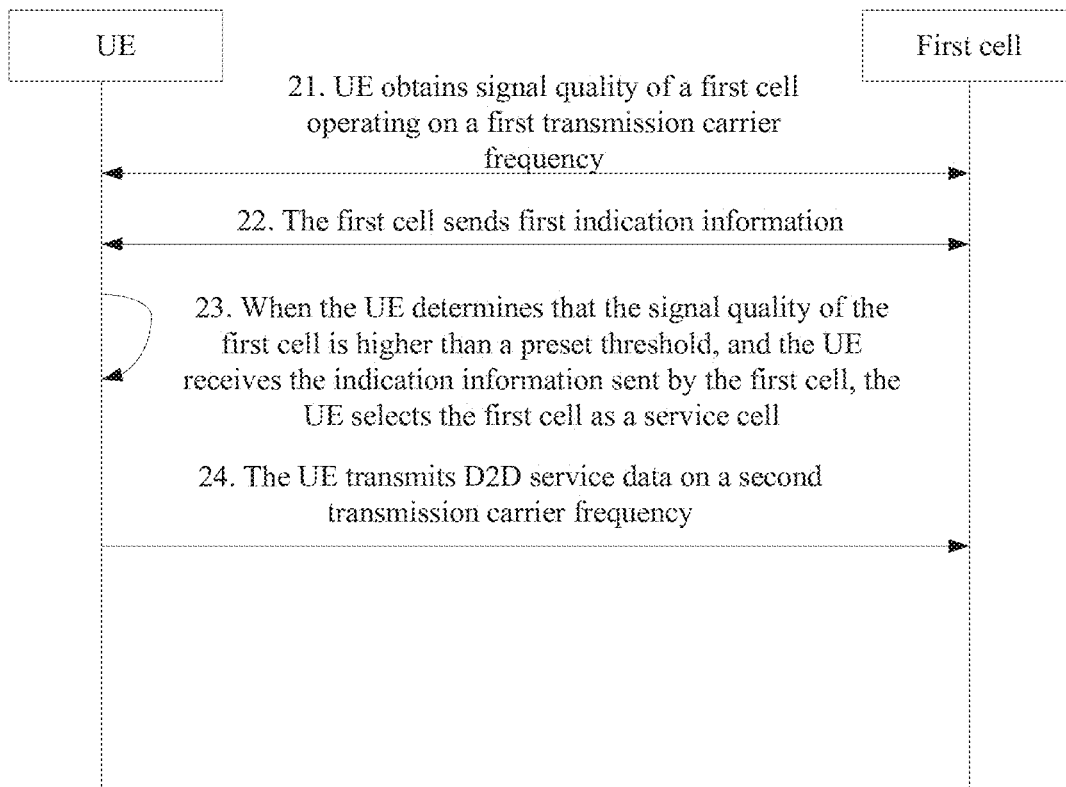 UE
First cell
21. UE obtains signal quality of a first cell
operating on a first transmission carrier
frequency
22. The first cell sends first indication information
23. When the UE determines that the signal quality of the
first cell is higher than a preset threshold, and the UE
receives the indication information sent by the first cell, the
UE selects the first cell as a service cell
24. The UE transmits D2D service data on a second
transmission carrier frequency